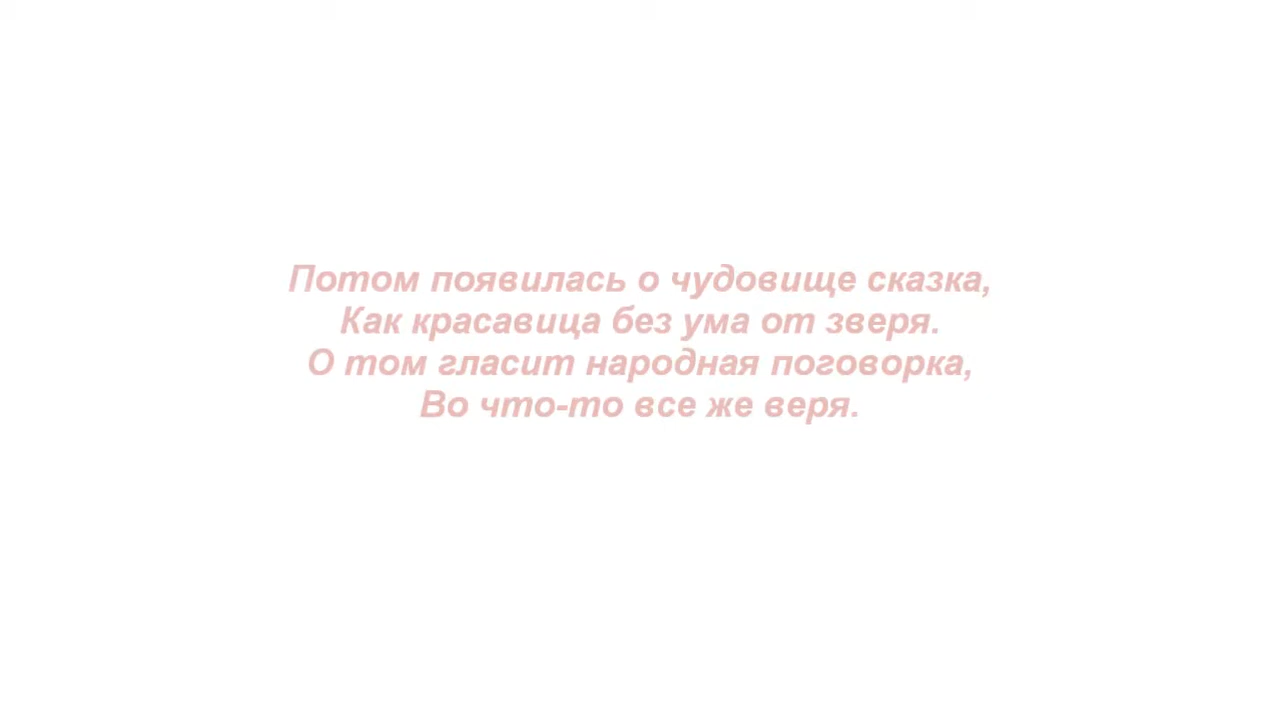 Потом появилась о чудовище сказка,
Как красавица без ума от зверя.
О том гласит народная поговорка,
Во что-то все же веря.